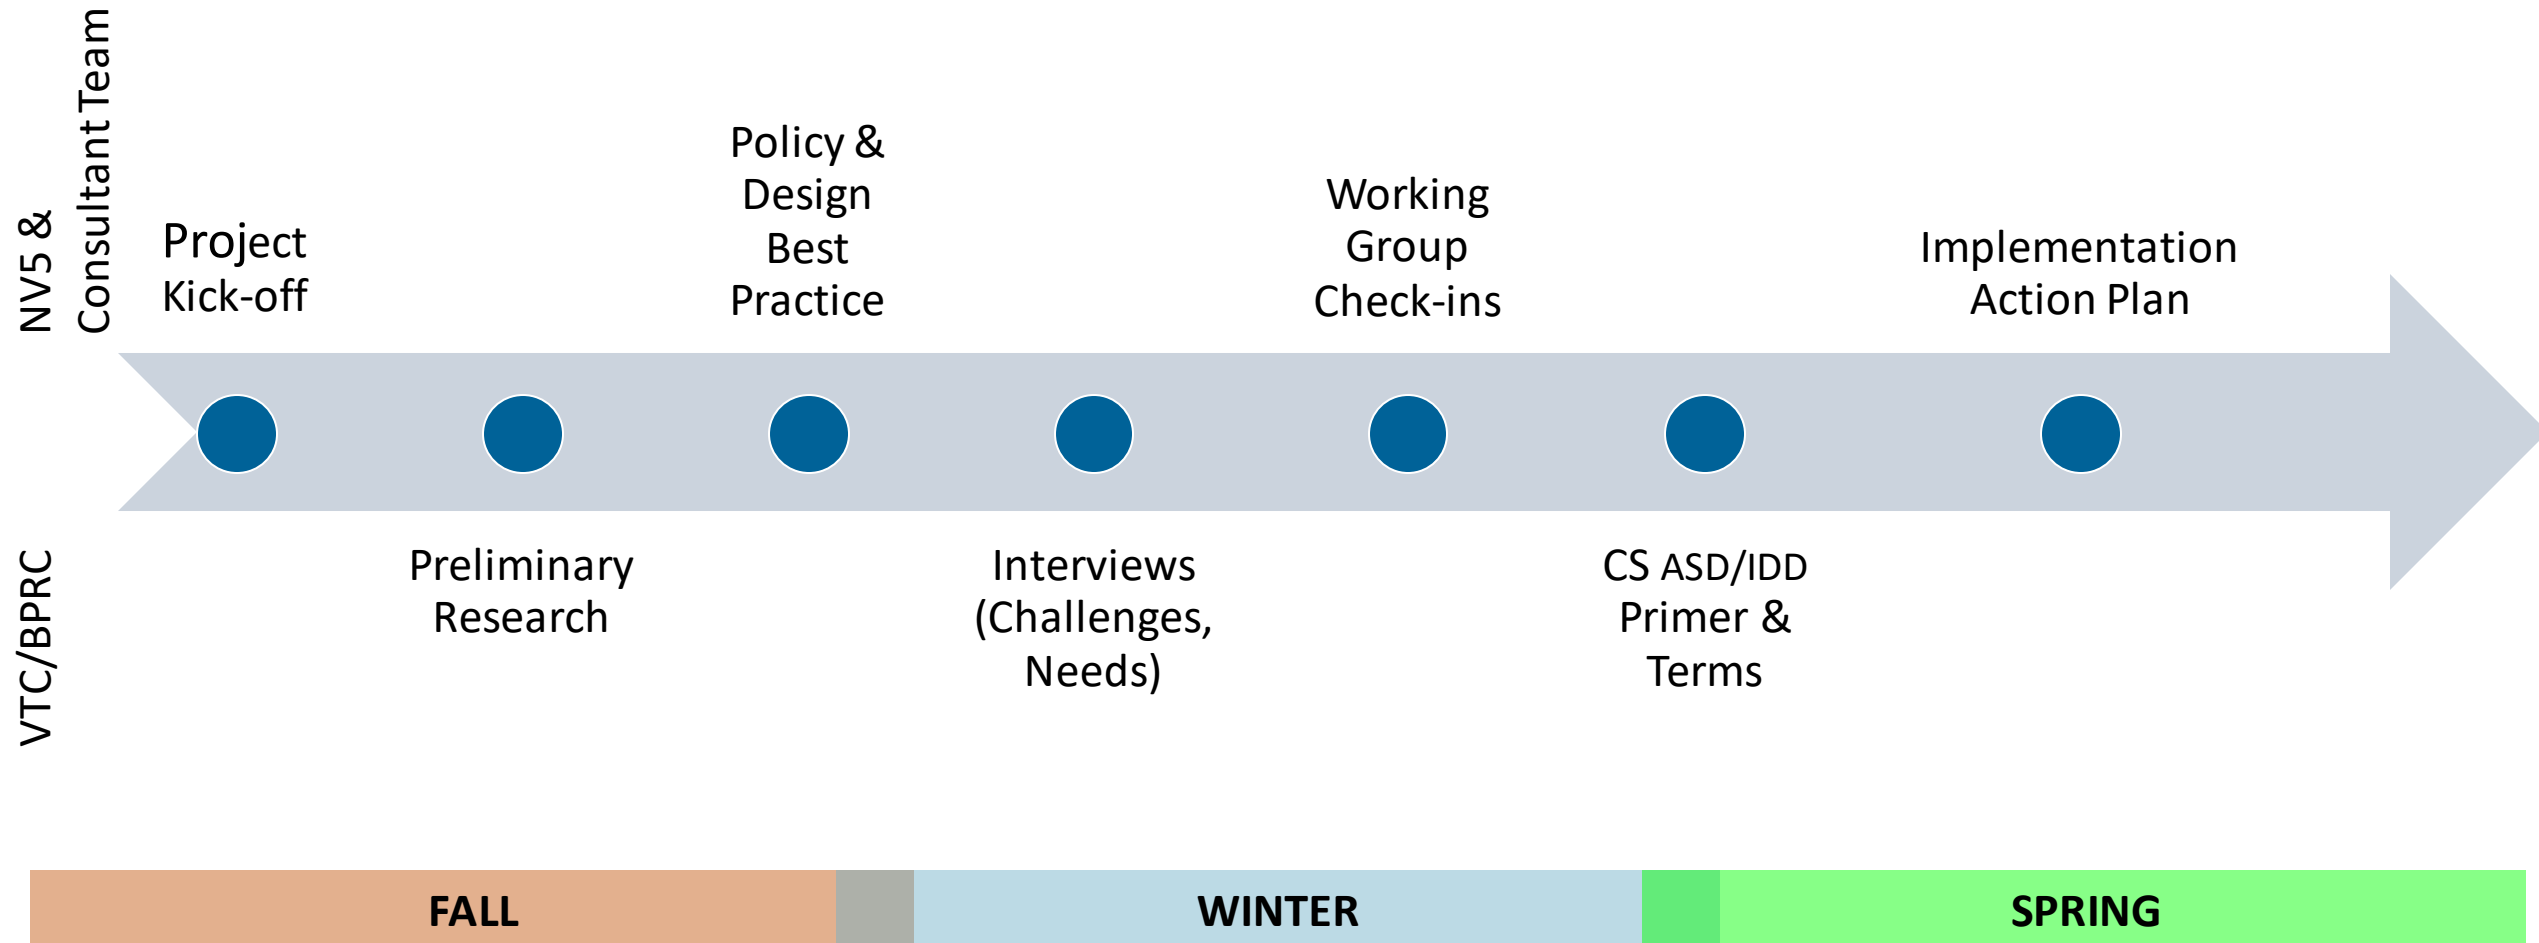 NV5 &
Consultant Team
Project
Kick-off
Policy &
Design
Best
Practice
Working
Group
Check-ins
Implementation
Action Plan
VTC/BPRC
Preliminary
Research
Interviews
(Challenges,
Needs)
CS ASD/IDD
Primer &
Terms
FALL
WINTER
SPRING